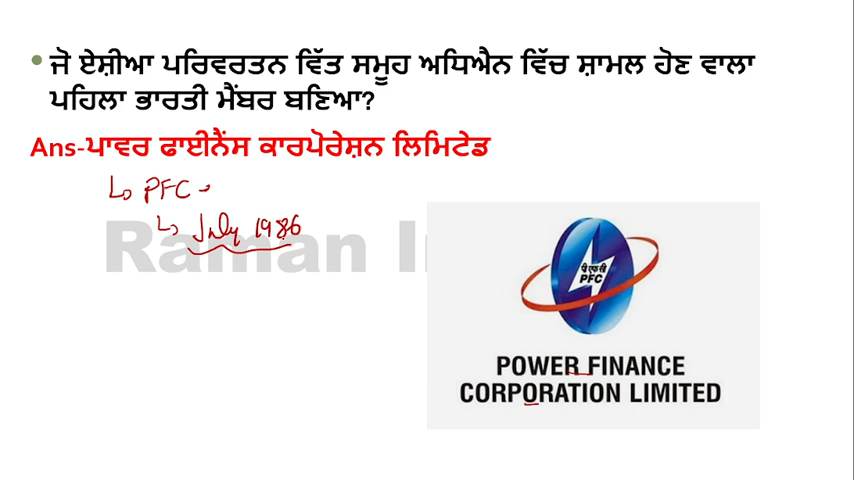 • ਜੋ ਏਸ਼ੀਆ ਪਰਿਵਰਤਨ ਵਿੱਤ ਸਮੂਹ ਅਧਿਐਨ ਵਿੱਚ ਸ਼ਾਮਲ ਹੋਣ ਵਾਲਾ
ਪਹਿਲਾ ਭਾਰਤੀ ਮੈਂਬਰ ਬਣਿਆ?
Ans-ਪਾਵਰ ਫਾਈਨੈਂਸ ਕਾਰਪੋਰੇਸ਼ਨ ਲਿਮਿਟੇਡ
PFC -
July 1986
Raman
पी एफ सी
PFC
POWER FINANCE
CORPORATION LIMITED